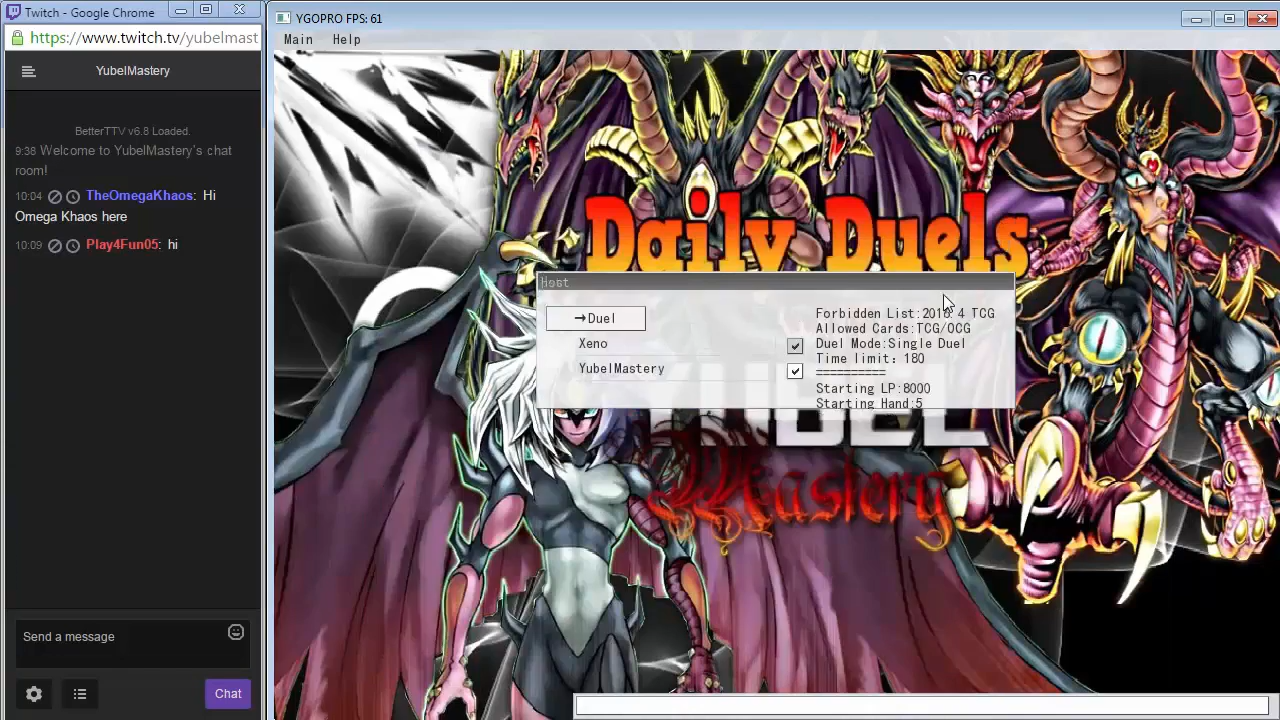 Twitch - Google Chrome
https://www.twitch.tv/yubelmast
YubelMastery
BetterTTV v6.8 Loaded.
9:38 Welcome to YubelMastery's chat
room!
10:04 TheOmegaKhaos: Hi
Omega Khaos here
10:09 Play4Fun05: hi
Send a message
Chat
YGOPRO FPS: 61
Main Help
Daily Duels
Host
→Duel
Xeno
YubelMastery
Forbidden List:2015.4 TCG
Allowed Cards:TCG/OCG
Duel Mode:Single Duel
Time limit: 180
==========
Starting LP:8000
Starting Hand:5
Mastery